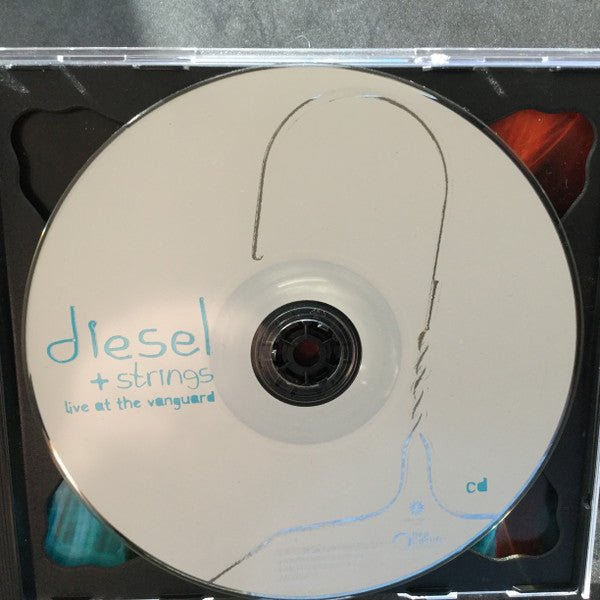 diesel
+ strings
live at the vanguard
cd